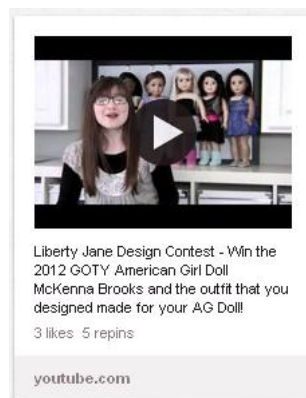 Liberty Jane Design Contest - Win the
2012 GOTY American Girl Doll
McKenna Brooks and the outfit that you
designed made for your AG Doll!
3 likes 5 repins
youtube.com